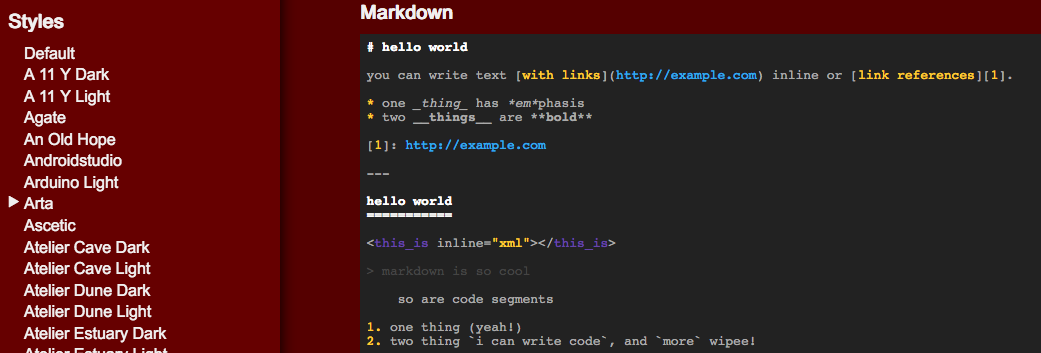 Styles
Default
A 11 Y Dark
A 11 Y Light
Agate
An Old Hope
Androidstudio
Arduino Light
Arta
Ascetic
Atelier Cave Dark
Atelier Cave Light
Atelier Dune Dark
Atelier Dune Light
Atelier Estuary Dark
Atelier Estuary Light
Markdown
# hello world
you can write text [with links](http://example.com) inline or [link references][1].
* one _thing_ has *em*phasis
* two __things__ are **bold**
[1]: http://example.com
---
hello world
===========
<this_is inline="xml"></this_is>
> markdown is so cool
so are code segments
1. one thing (yeah!)
2. two thing `i can write code`, and `more` wipee!